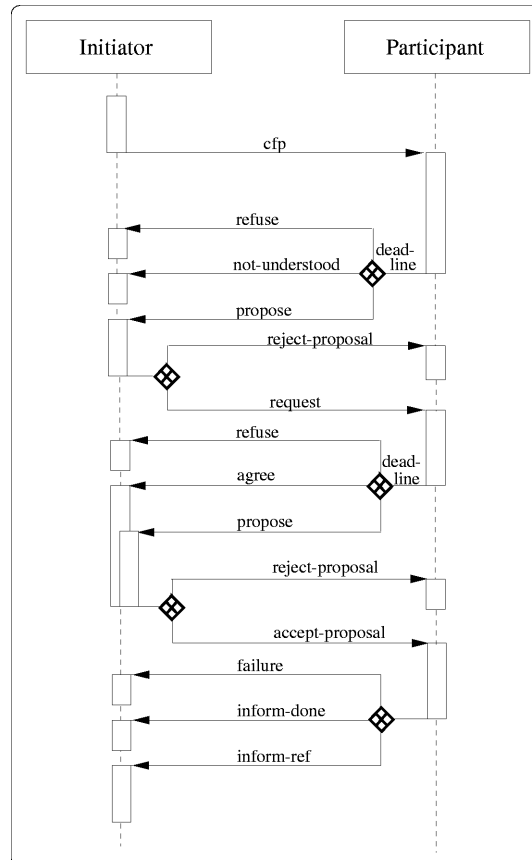 Initiator
Participant
cfp
refuse
dead-
line
not-understood
propose
reject-proposal
request
refuse
dead-
line
agree
propose
reject-proposal
accept-proposal
failure
inform-done
inform-ref